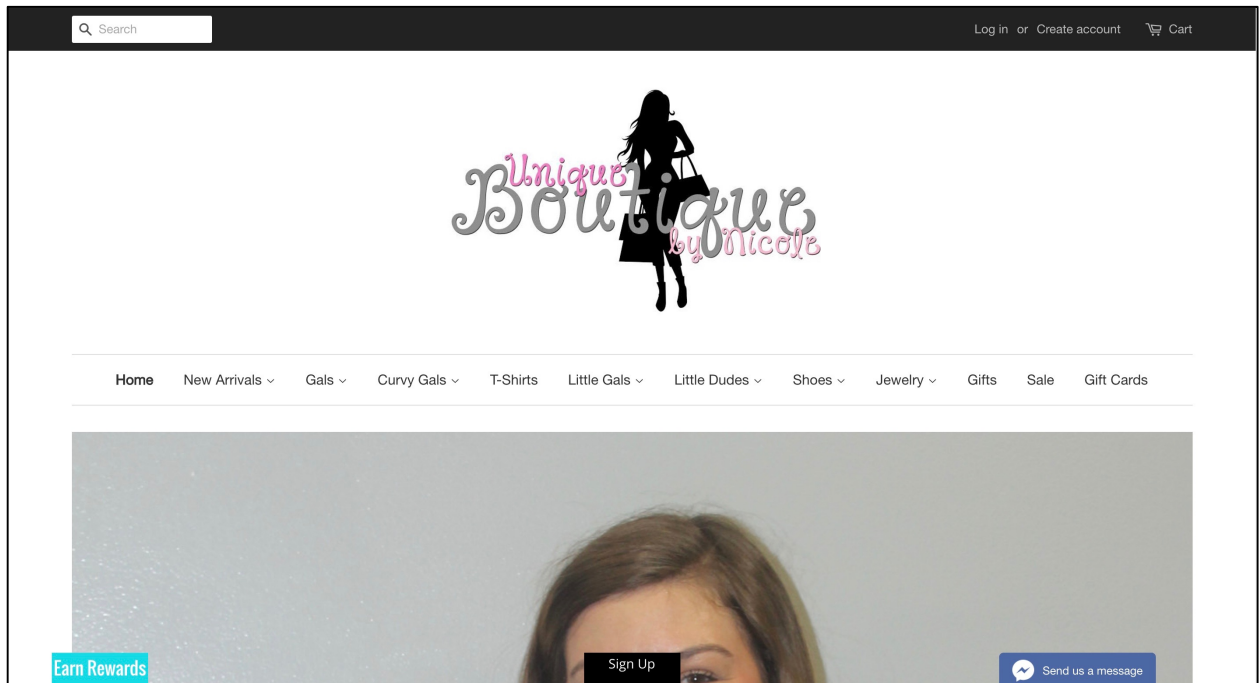 Search
Log in or Create account Cart
Unique
Boutique
by Nicole
Home New Arrivals Gals Curvy Gals T-Shirts Little Gals Little Dudes Shoes Jewelry Gifts Sale Gift Cards
Earn Rewards
Sign Up
Send us a message